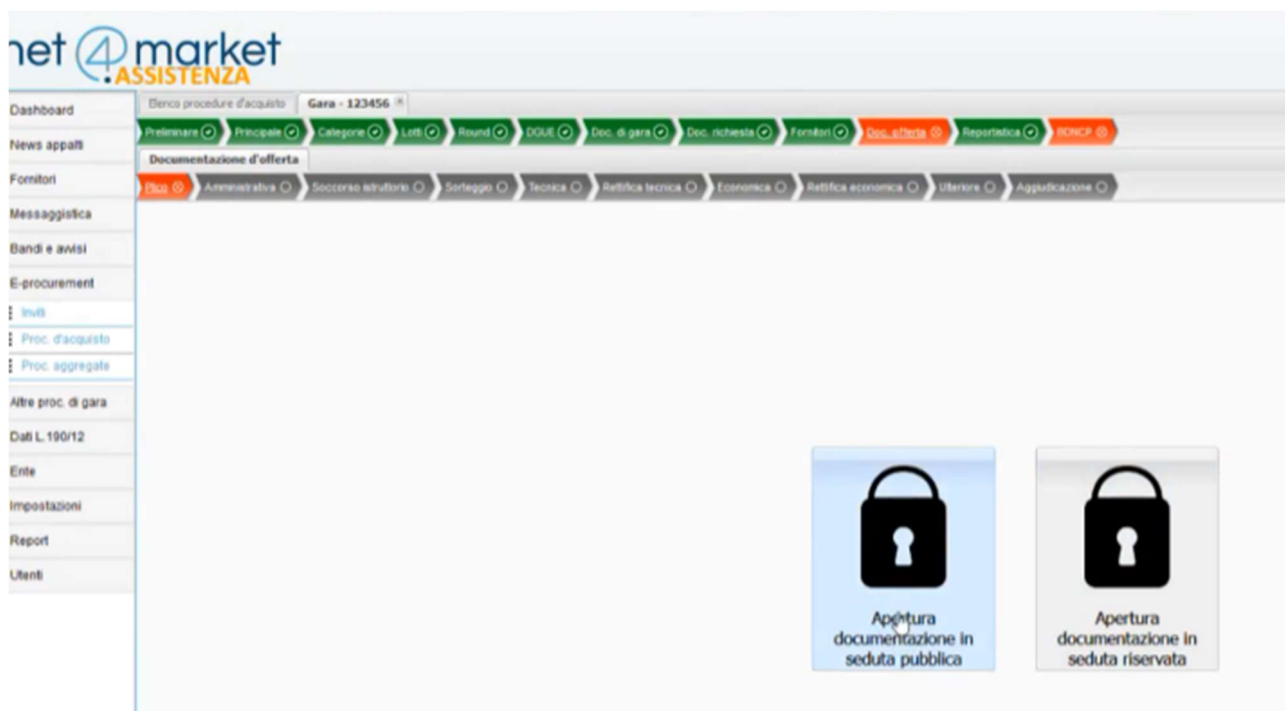 net 4 market
ASSISTENZA
Elenco procedure d'acquisto Gara - 123456
Preliminare Principale Categorie Lotti Round DGUE Doc. di gara Doc. richiesta Fornitori Doc. offerta Reportistica BDNCP
Documentazione d'offerta
Plico Amministrativa Soccorso istruttorio Sorteggio Tecnica Rettifica tecnica Economica Rettifica economica Ulteriore Aggiudicazione
Dashboard
News appalti
Fornitori
Messaggistica
Bandi e avvisi
E-procurement
Inviti
Proc. d'acquisto
Proc. aggregate
Altre proc. di gara
Dati L.190/12
Ente
Impostazioni
Report
Utenti
Apertura
documentazione in
seduta pubblica
Apertura
documentazione in
seduta riservata